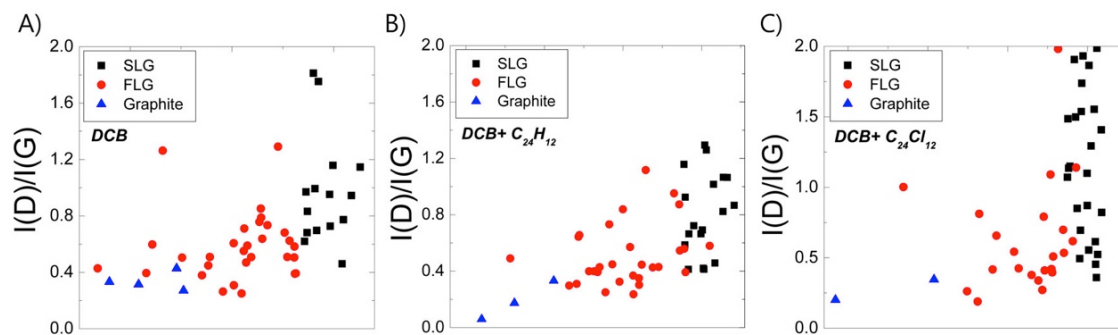 A)
I(D)/I(G)
2.0
1.6
1.2
0.8
0.4
0.0
SLG
FLG
Graphite
DCB
B)
I(D)/I(G)
2.0
1.6
1.2
0.8
0.4
0.0
SLG
FLG
Graphite
DCB+ C24H12
C)
I(D)/I(G)
2.0
1.5
1.0
0.5
0.0
SLG
FLG
Graphite
DCB+ C24Cl12